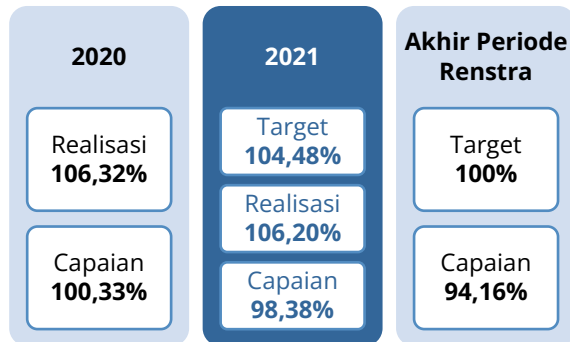 2020
Realisasi
106,32%
Capaian
100,33%
2021
Target
104,48%
Realisasi
106,20%
Capaian
98,38%
Akhir Periode
Renstra
Target
100%
Capaian
94,16%